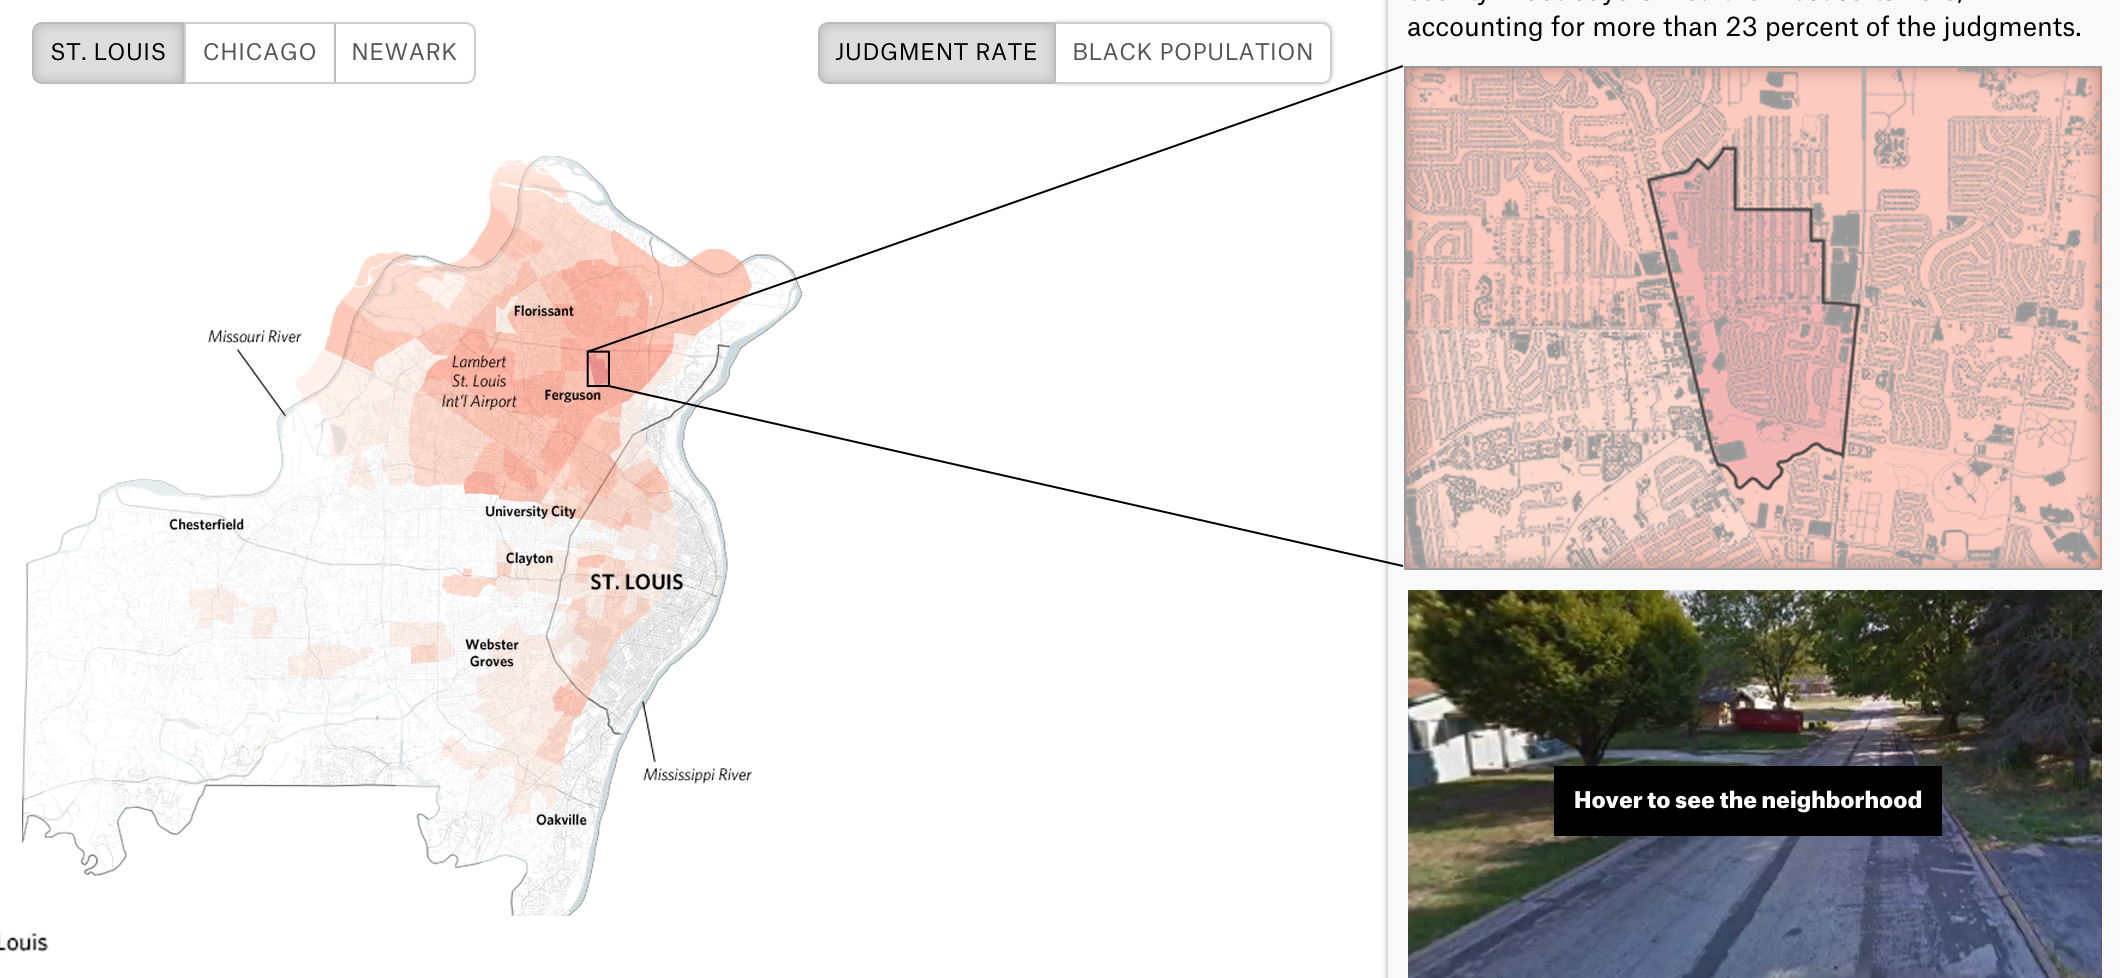 ST. LOUIS
CHICAGO
NEWARK
JUDGMENT RATE
BLACK POPULATION
accounting for more than 23 percent of the judgments.
Florissant
Missouri River
Lambert
St. Louis
Int'l Airport
Ferguson
University City
Chesterfield
Clayton
ST. LOUIS
Webster
Groves
Mississippi River
Oakville
Hover to see the neighborhood
Louis